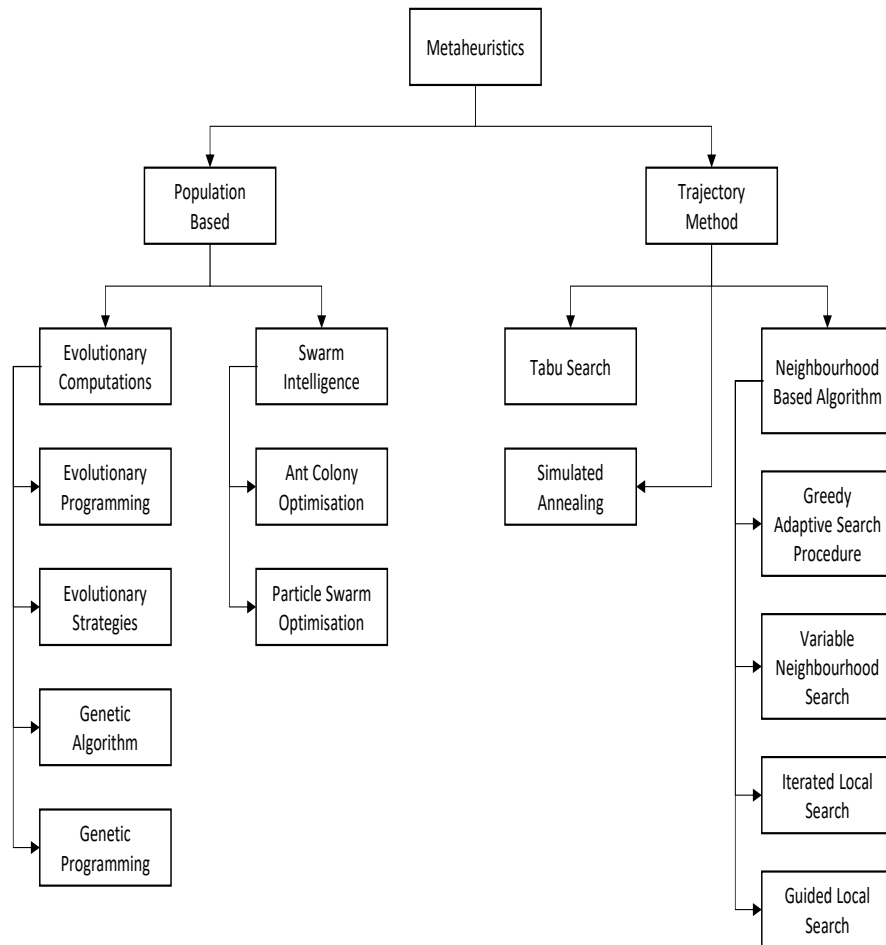 Metaheuristics
Population
Based
Trajectory
Method
Evolutionary
Computations
Swarm
Intelligence
Tabu Search
Neighbourhood
Based Algorithm
Evolutionary
Programming
Ant Colony
Optimisation
Simulated
Annealing
Greedy
Adaptive Search
Procedure
Evolutionary
Strategies
Particle Swarm
Optimisation
Variable
Neighbourhood
Search
Genetic
Algorithm
Iterated Local
Search
Genetic
Programming
Guided Local
Search